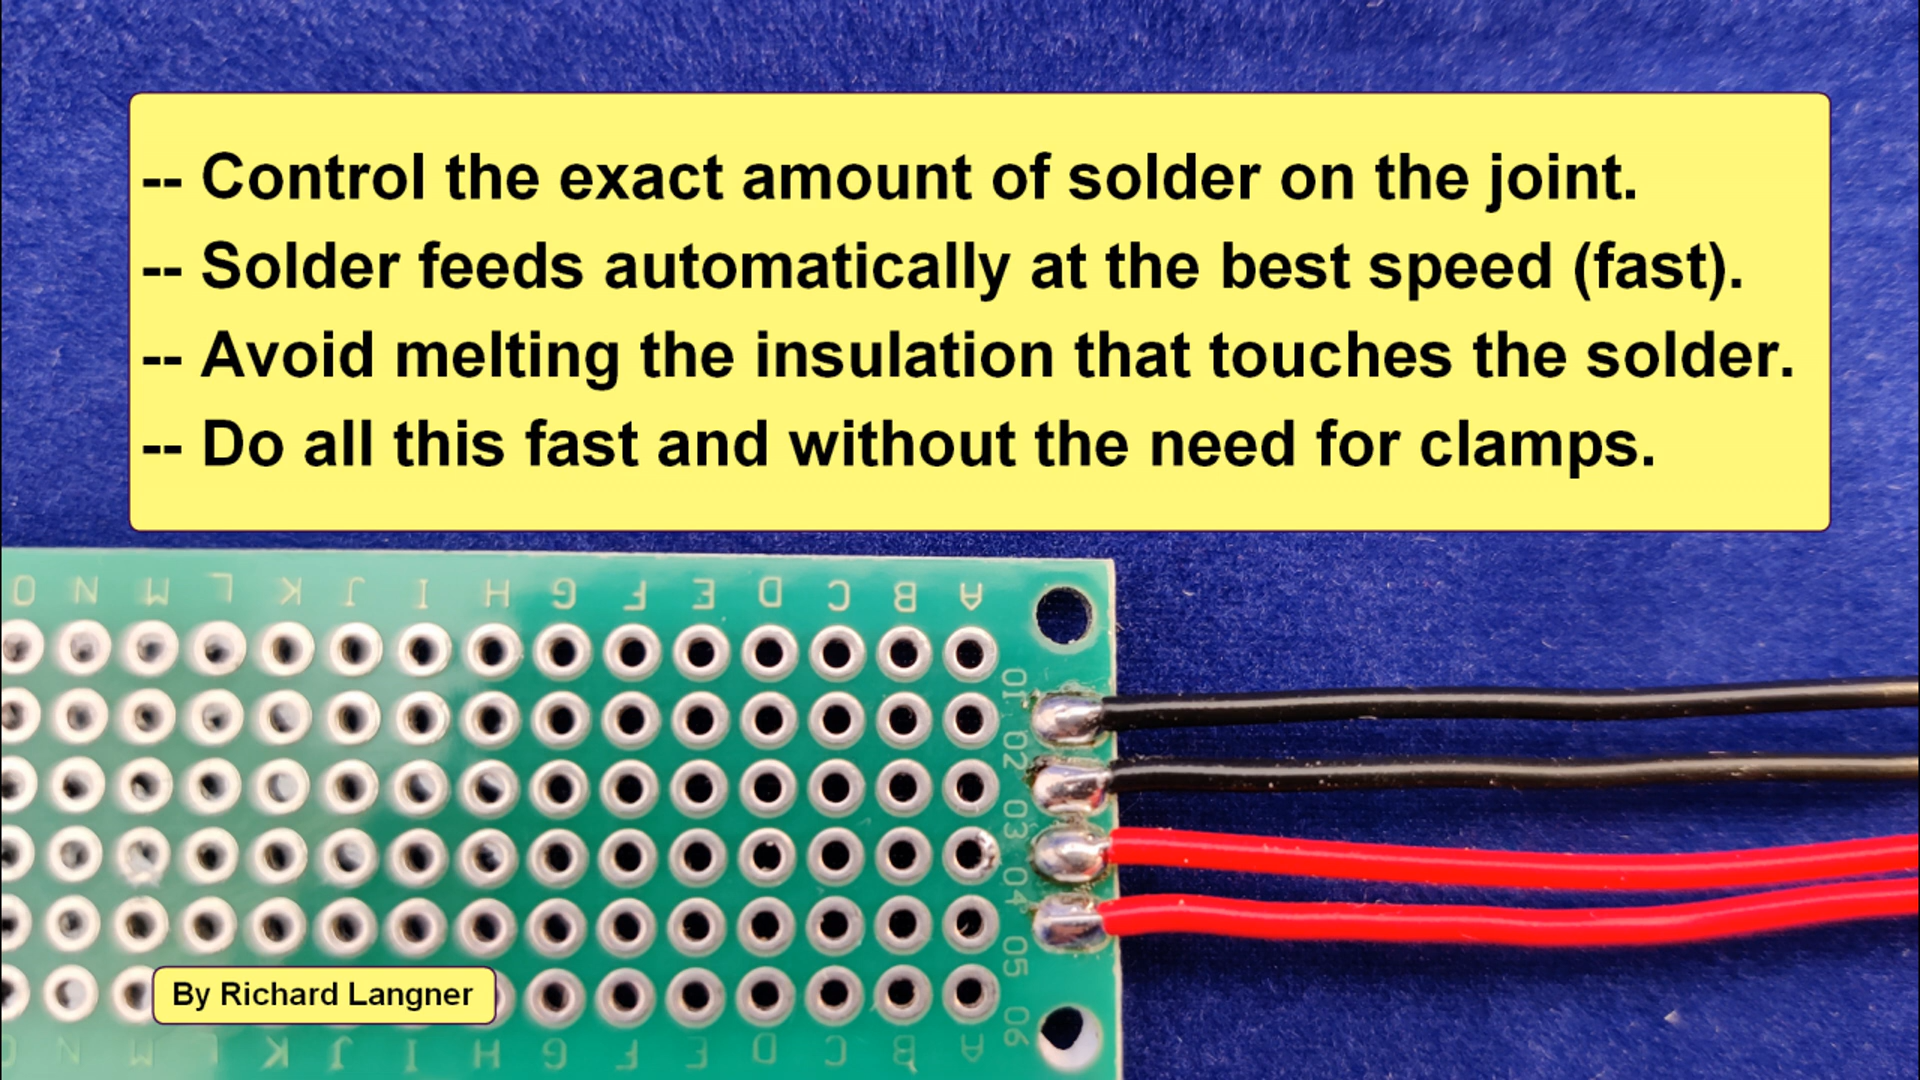 -- Control the exact amount of solder on the joint.
-- Solder feeds automatically at the best speed (fast).
-- Avoid melting the insulation that touches the solder.
-- Do all this fast and without the need for clamps.
O N M L K J I H G F E D C B A
01
02
03
04
05
06
By Richard Langner
O N M L K J I H G F E D C B A